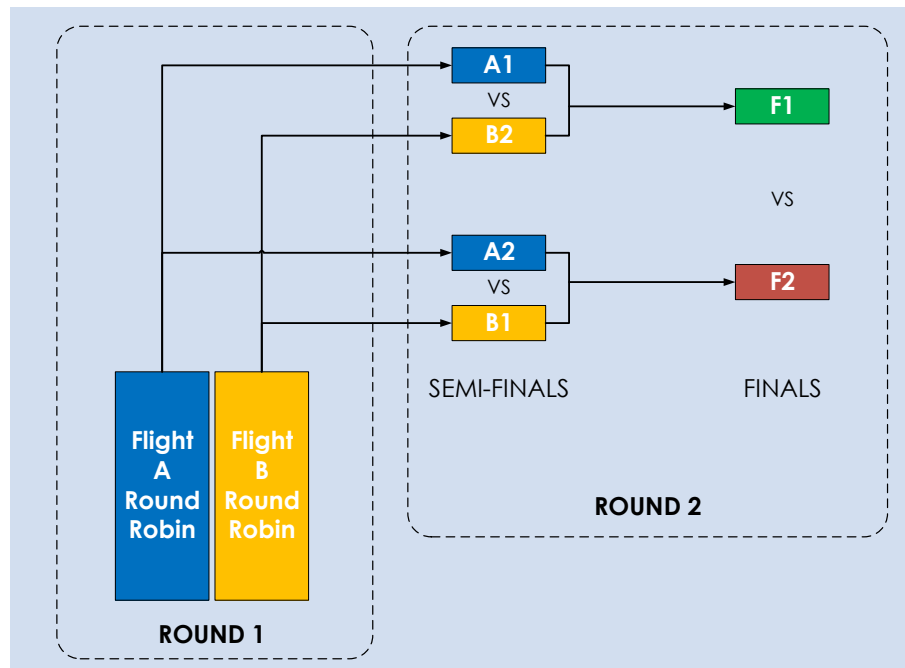 A1
VS
B2
F1
VS
A2
VS
B1
F2
SEMI-FINALS
FINALS
ROUND 2
Flight
A
Round
Robin
Flight
B
Round
Robin
ROUND 1